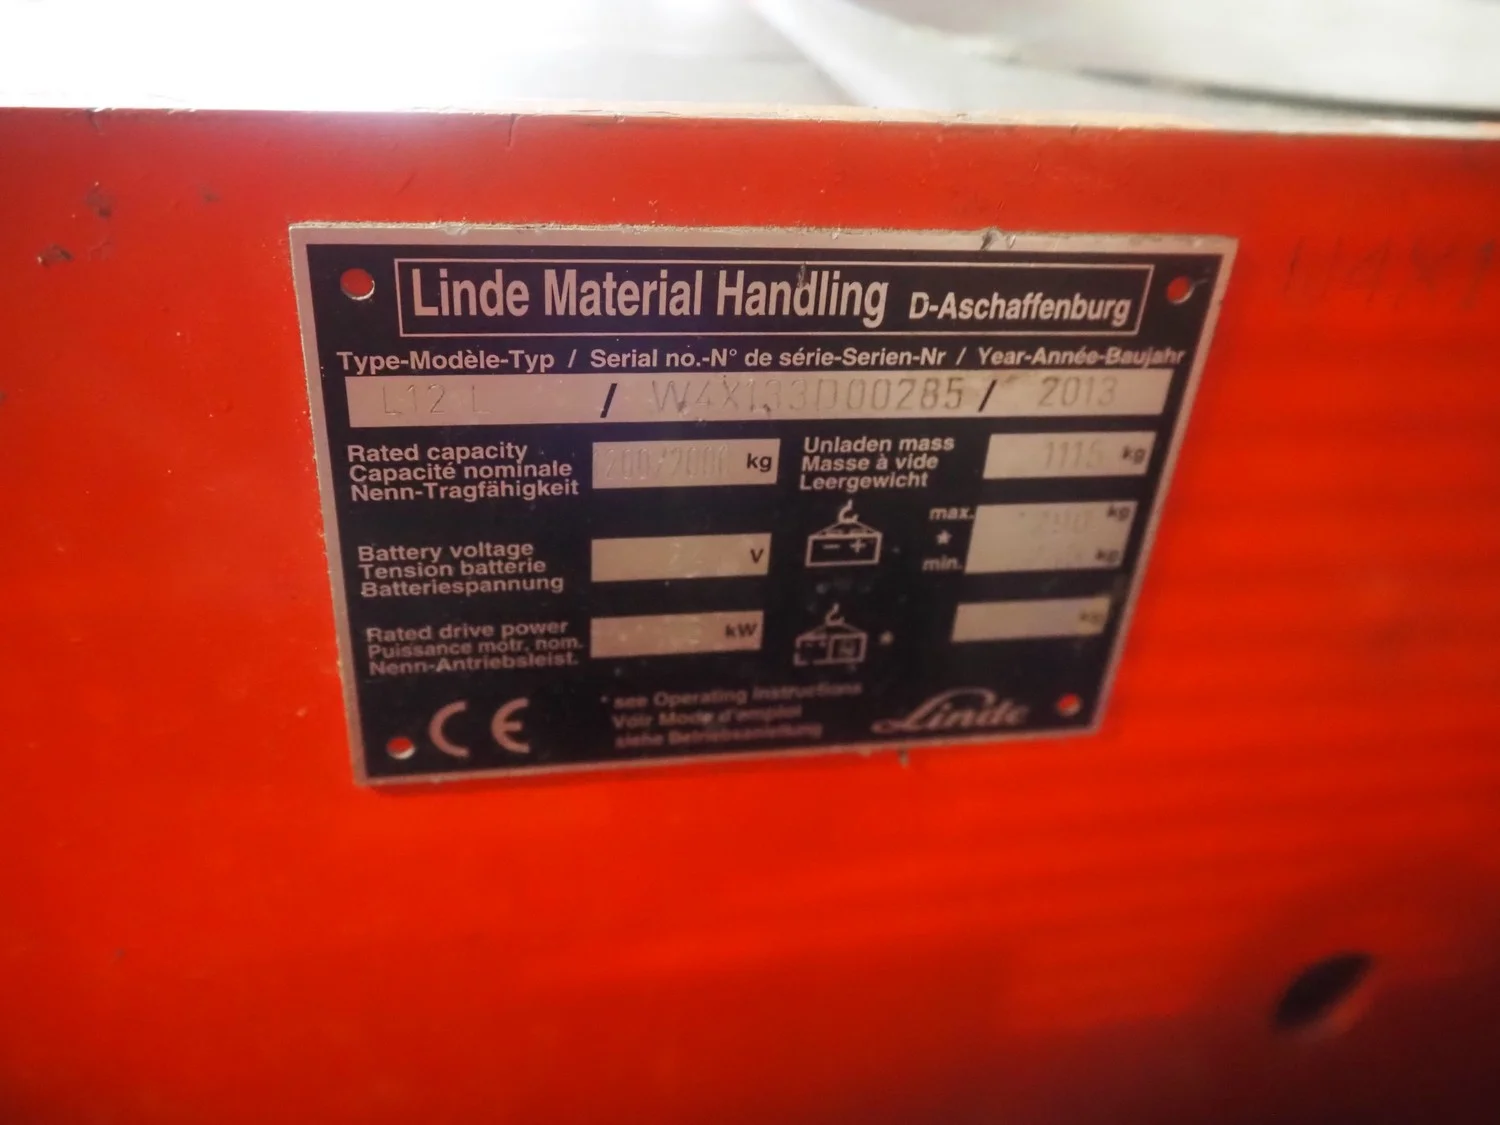 Linde Material Handling D-Aschaffenburg
Type-Modèle-Typ / Serial no.-N° de série-Serien-Nr / Year-Année-Baujahr
L12 L / W4X133D00285 / 2013
Rated capacity
Capacité nominale
Nenn-Tragfähigkeit
1200/2000 kg
Unladen mass
Masse à vide
Leergewicht
1115 kg
Battery voltage
Tension batterie
Batteriespannung
V
- +
max. kg
*
min. kg
Rated drive power
Puissance motr. nom.
Nenn-Antriebsleist.
kW
*
kg
CE
* see Operating Instructions
Voir Mode d'emploi
siehe Betriebsanleitung
Linde